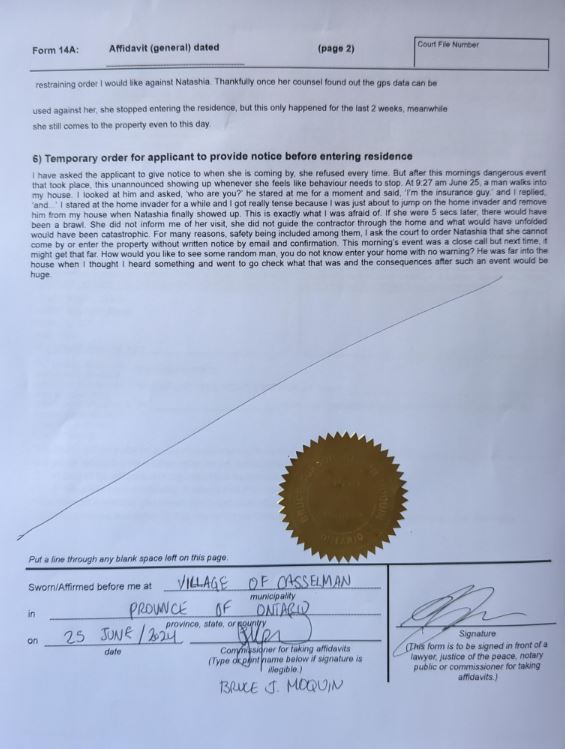 Form 14A: Affidavit (general) dated (page 2) Court File Number
restraining order I would like against Natashia. Thankfully once her counsel found out the gps data can be
used against her, she stopped entering the residence, but this only happened for the last 2 weeks, meanwhile
she still comes to the property even to this day.
6) Temporary order for applicant to provide notice before entering residence
I have asked the applicant to give notice to when she is coming by, she refused every time. But after this mornings dangerous event
that took place, this unannounced showing up whenever she feels like behaviour needs to stop. At 9:27 am June 25, a man walks into
my house. I looked at him and asked, 'who are you?' he stared at me for a moment and said, 'I'm the insurance guy.' and I replied,
'and...' I stared at the home invader for a while and I got really tense because I was just about to jump on the home invader and remove
him from my house when Natashia finally showed up. This is exactly what I was afraid of. If she were 5 secs later, there would have
been a brawl. She did not inform me of her visit, she did not guide the contractor through the home and what would have unfolded
would have been catastrophic. For many reasons, safety being included among them, I ask the court to order Natashia that she cannot
come by or enter the property without written notice by email and confirmation. This morning's event was a close call but next time, it
might get that far. How would you like to see some random man, you do not know enter your home with no warning? He was far into the
house when I thought I heard something and went to go check what that was and the consequences after such an event would be
huge.
ONTARIO
Put a line through any blank space left on this page.
Sworn/Affirmed before me at VILLAGE OF CASSELMAN
municipality
in PROVINCE OF ONTARIO
province, state, or country
on 25 JUNE / 2024
date
Commissioner for taking affidavits
(Type or print name below if signature is
illegible.)
BRUCE J. MOQUIN
Signature
(This form is to be signed in front of a
lawyer, justice of the peace, notary
public or commissioner for taking
affidavits.)